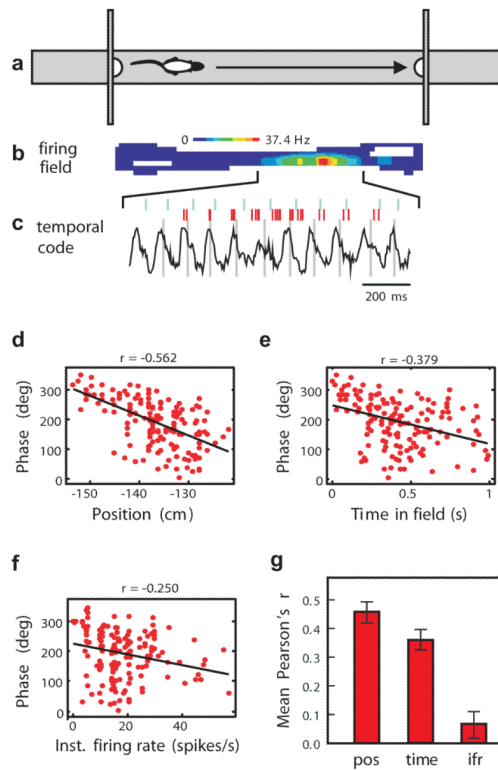 a
0 37.4 Hz
b firing
field
c temporal
code
200 ms
d
r = -0.562
Phase (deg)
300
200
100
0
-150 -140 -130
Position (cm)
e
r = -0.379
Phase (deg)
300
200
100
0
0 0.5 1
Time in field (s)
f
r = -0.250
Phase (deg)
300
200
100
0
0 20 40
Inst. firing rate (spikes/s)
g
Mean Pearson's r
0.5
0.4
0.3
0.2
0.1
0.0
pos time ifr